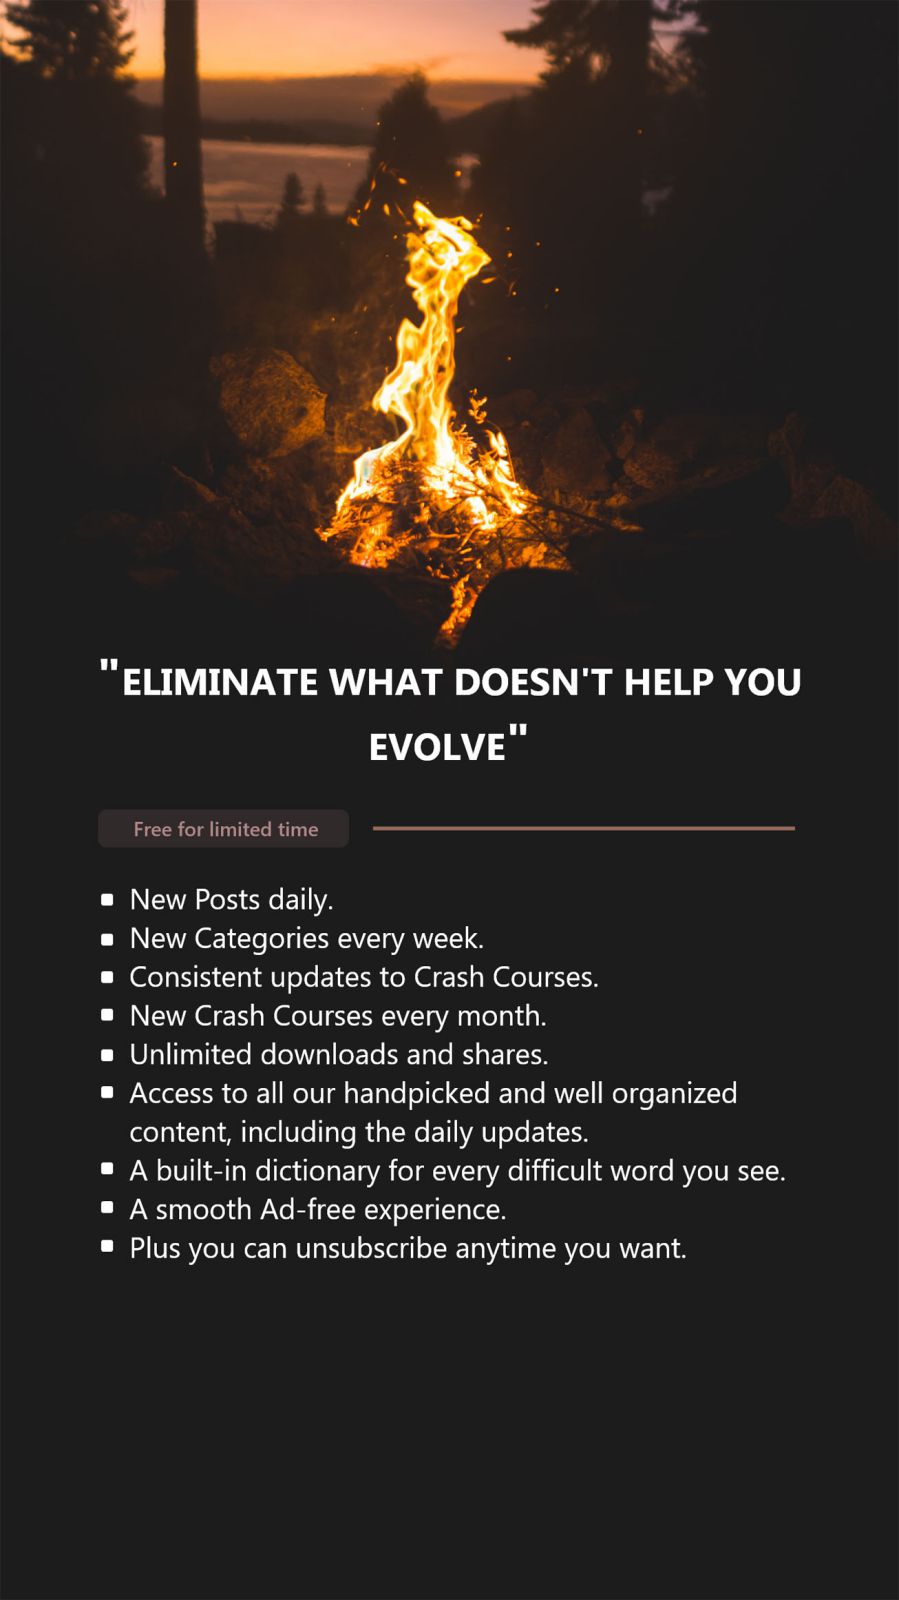 "ELIMINATE WHAT DOESN'T HELP YOU
EVOLVE"
Free for limited time
New Posts daily.
New Categories every week.
Consistent updates to Crash Courses.
New Crash Courses every month.
Unlimited downloads and shares.
Access to all our handpicked and well organized
content, including the daily updates.
A built-in dictionary for every difficult word you see.
A smooth Ad-free experience.
Plus you can unsubscribe anytime you want.